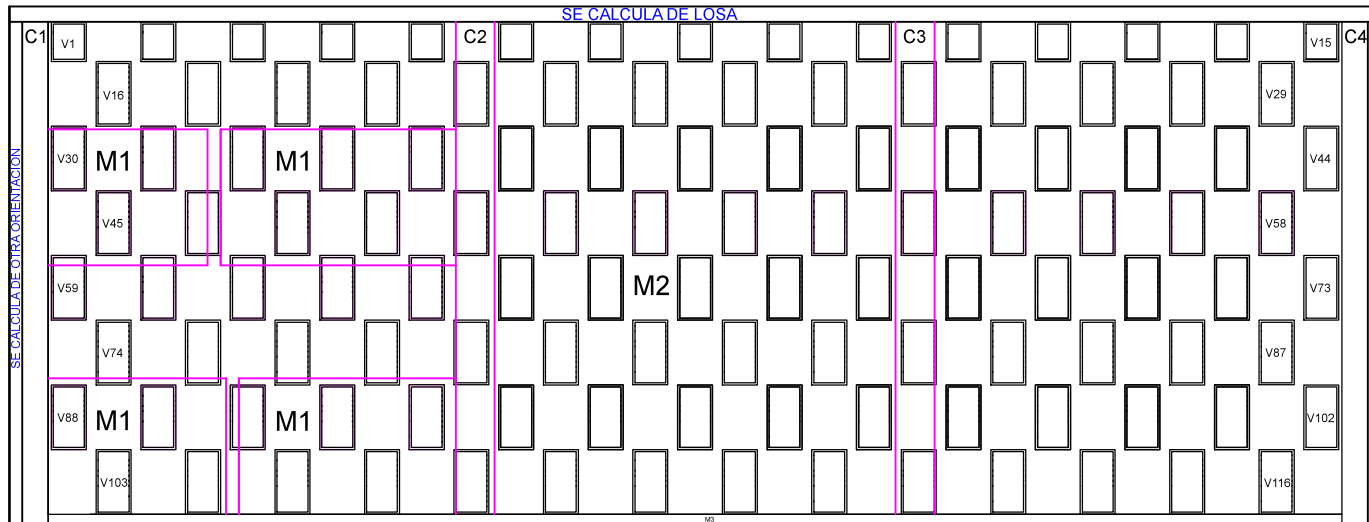 SE CALCULA DE LOSA
C1
C2
C3
C4
V1
V15
V16
V29
V30
M1
M1
V44
SE CALCULA DE OTRA ORIENTACION
V45
V58
V59
M2
V73
V74
V87
V88
M1
M1
V102
V103
V116
M3